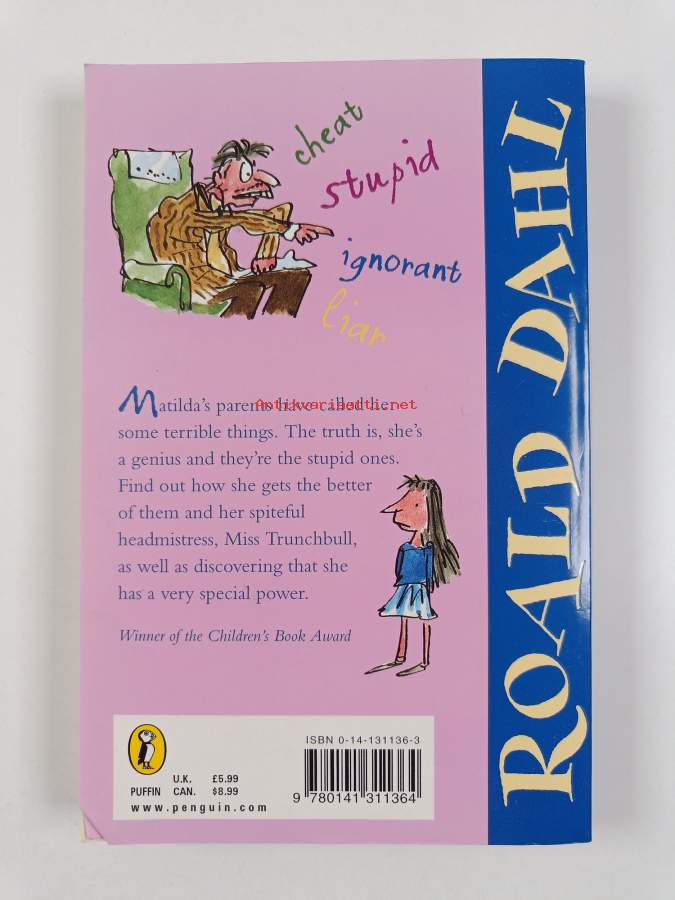 cheat
stupid
ignorant
liar
Matilda's parents have called her
some terrible things. The truth is, she's
a genius and they're the stupid ones.
Find out how she gets the better
of them and her spiteful
headmistress, Miss Trunchbull,
as well as discovering that she
has a very special power.
Winner of the Children's Book Award
Antikvariaatti.net
ROALD DAHL
ISBN 0-14-131136-3
U.K. £5.99
PUFFIN CAN. $8.99
www.penguin.com
9 780141 311364